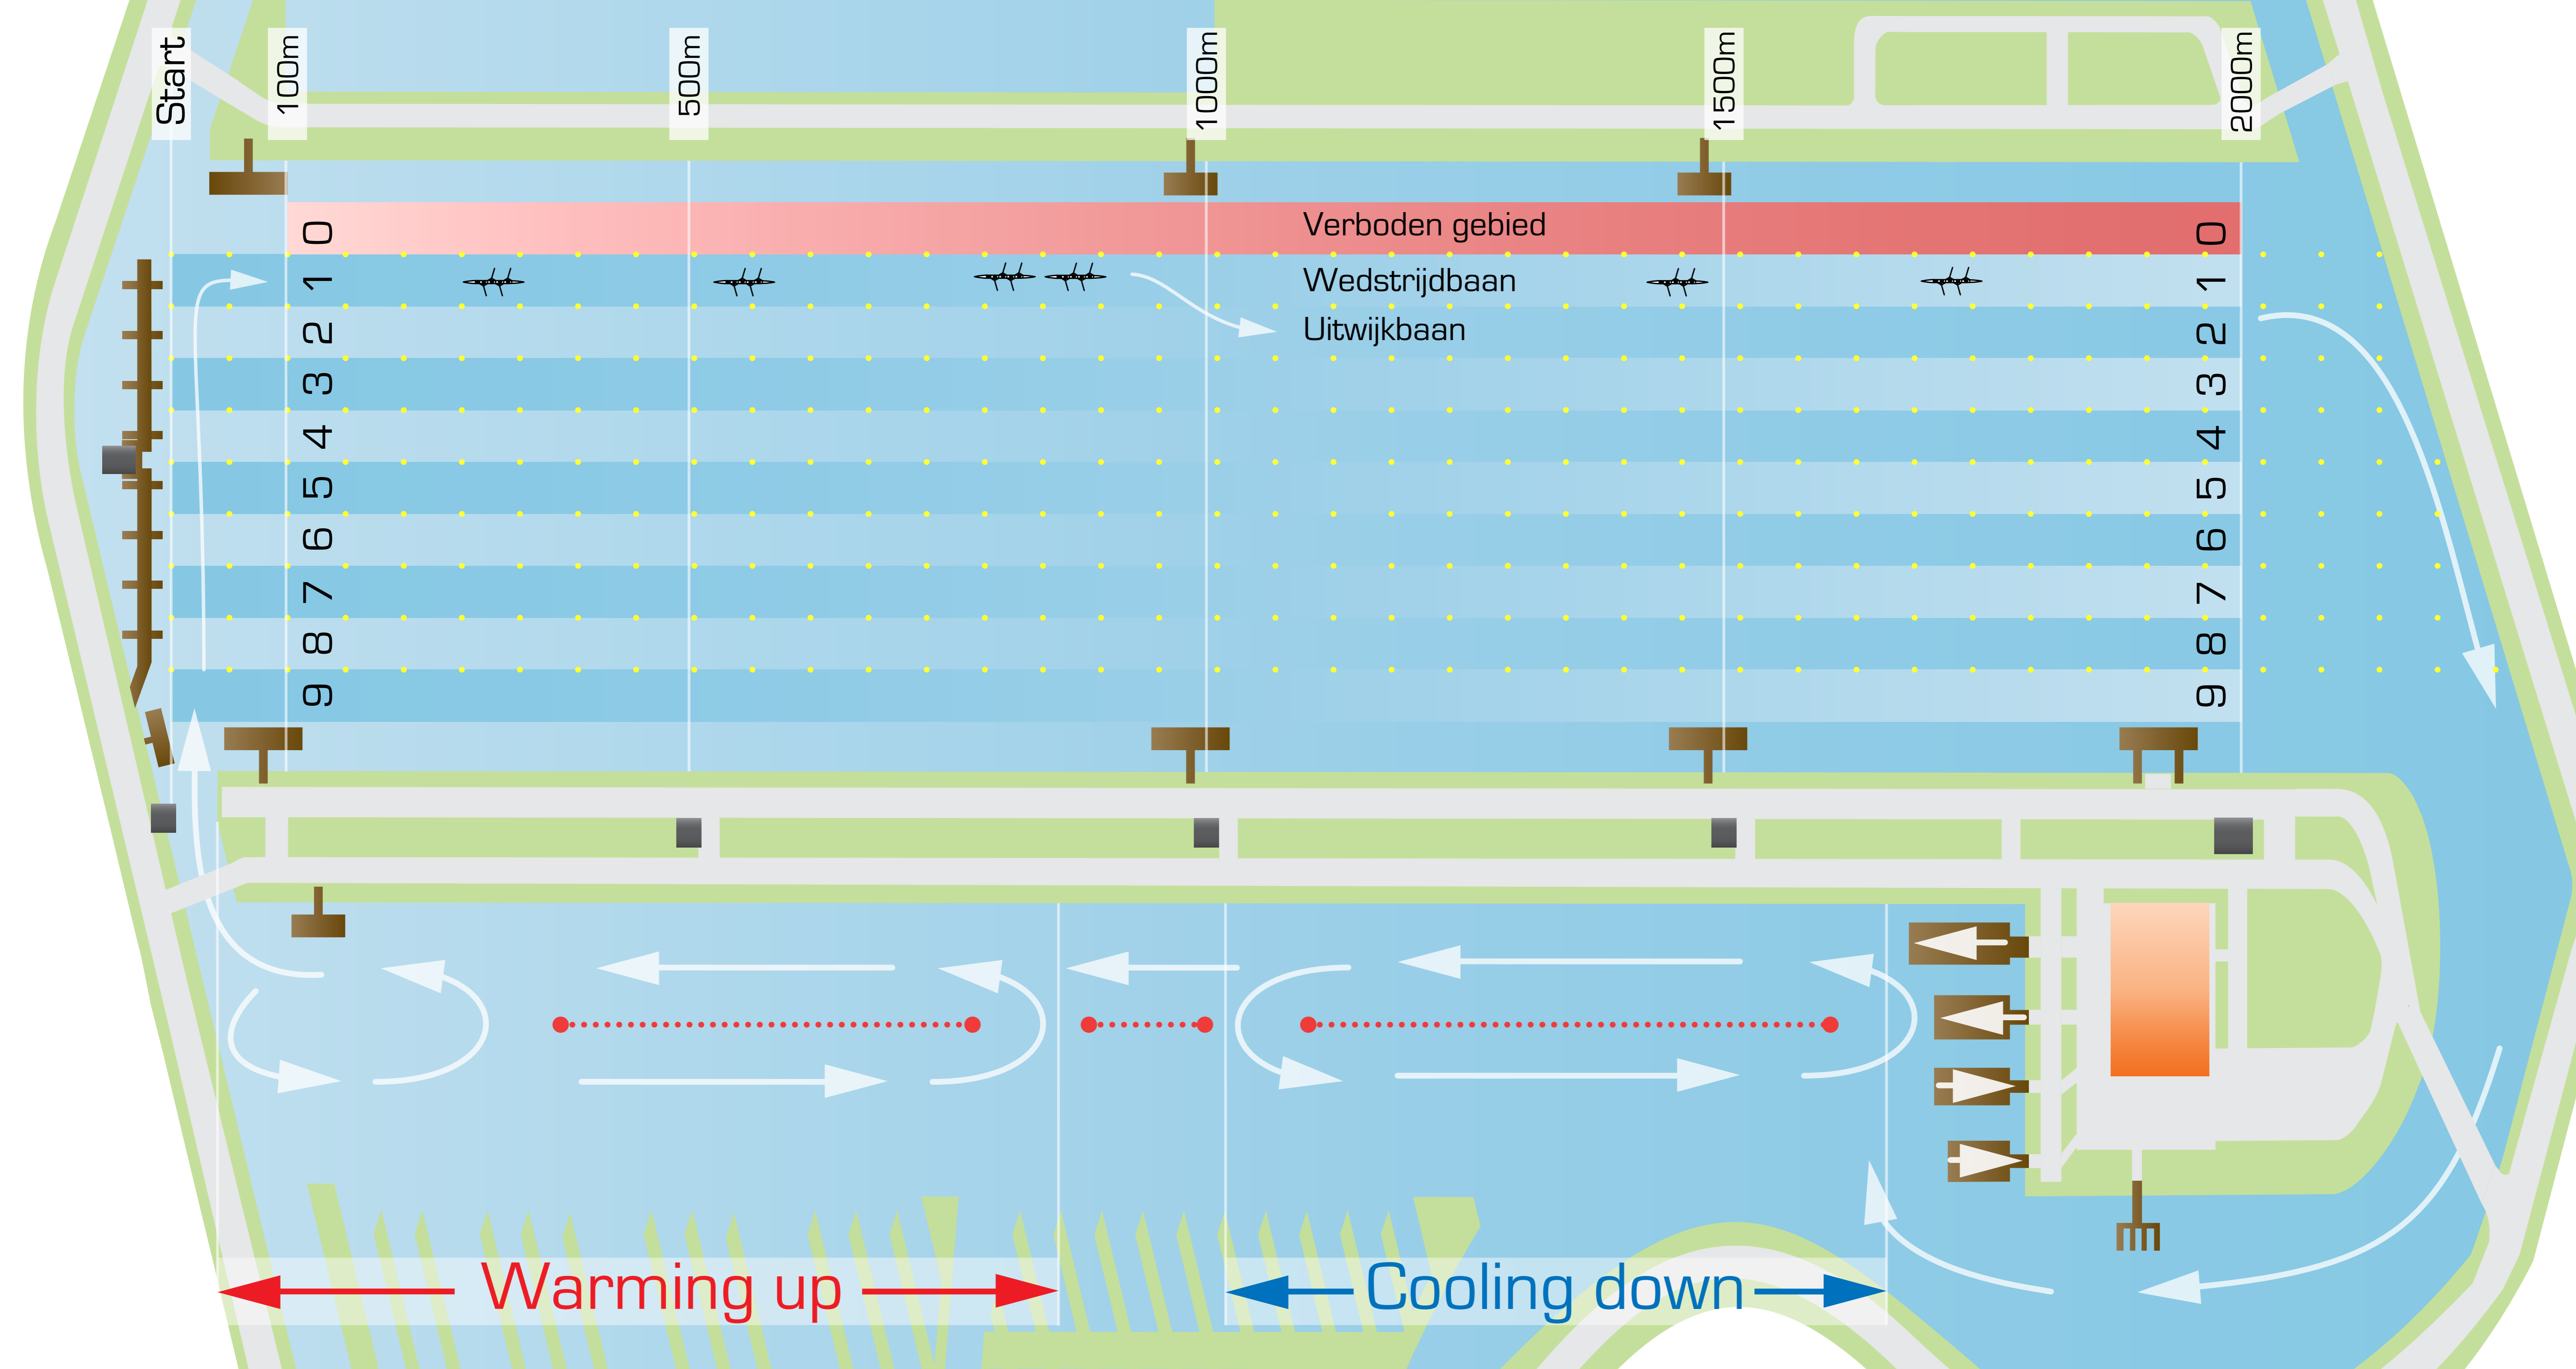 Start
100m
500m
1000m
1500m
2000m
0 Verboden gebied 0
1 Wedstrijdbaan 1
2 Uitwijkbaan 2
3 3
4 4
5 5
6 6
7 7
8 8
9 9
Warming up
Cooling down